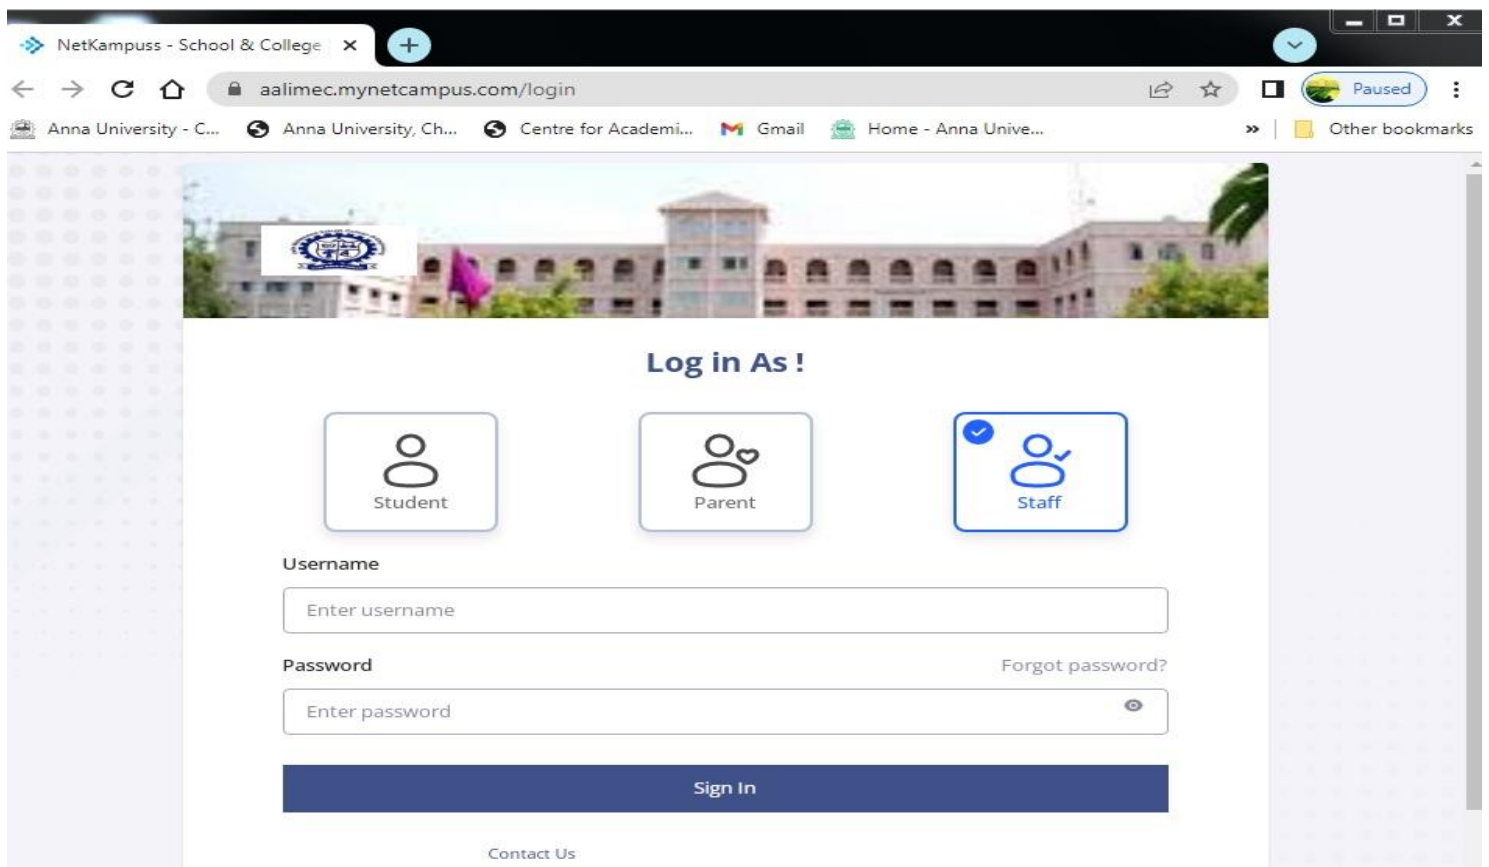 NetKampuss - School & College
aalimec.mynetcampus.com/login
Paused
Anna University - C... Anna University, Ch... Centre for Academi... Gmail Home - Anna Unive... » Other bookmarks
Log in As !
Student Parent Staff
Username
Enter username
Password Forgot password?
Enter password
Sign In
Contact Us